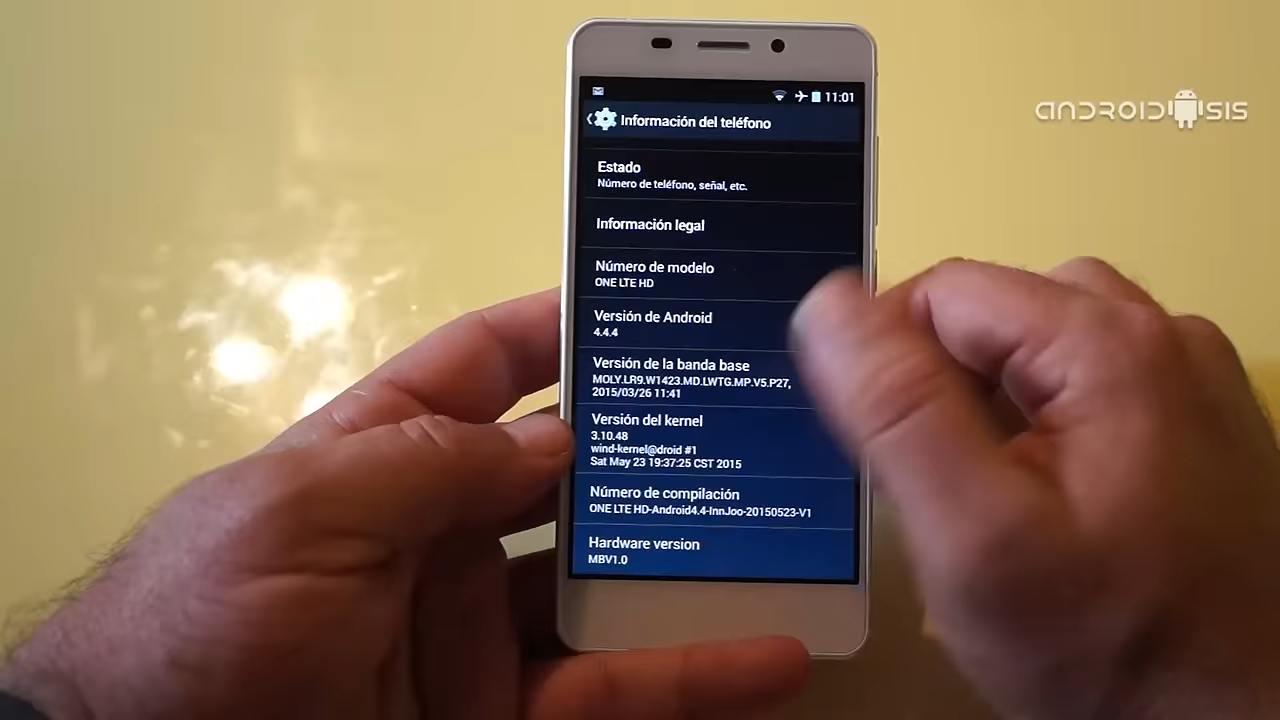 11:01
Información del teléfono
Estado
Número de teléfono, señal, etc.
Información legal
Número de modelo
ONE LTE HD
Versión de Android
4.4.4
Versión de la banda base
MOLY.LR9.W1423.MD.LWTG.MP.V5.P27,
2015/03/26 11:41
Versión del kernel
3.10.48
wind-kernel@droid #1
Sat May 23 19:37:25 CST 2015
Número de compilación
ONE LTE HD-Android4.4-InnJoo-20150523-V1
Hardware version
MBV1.0
ANDROIDSIS